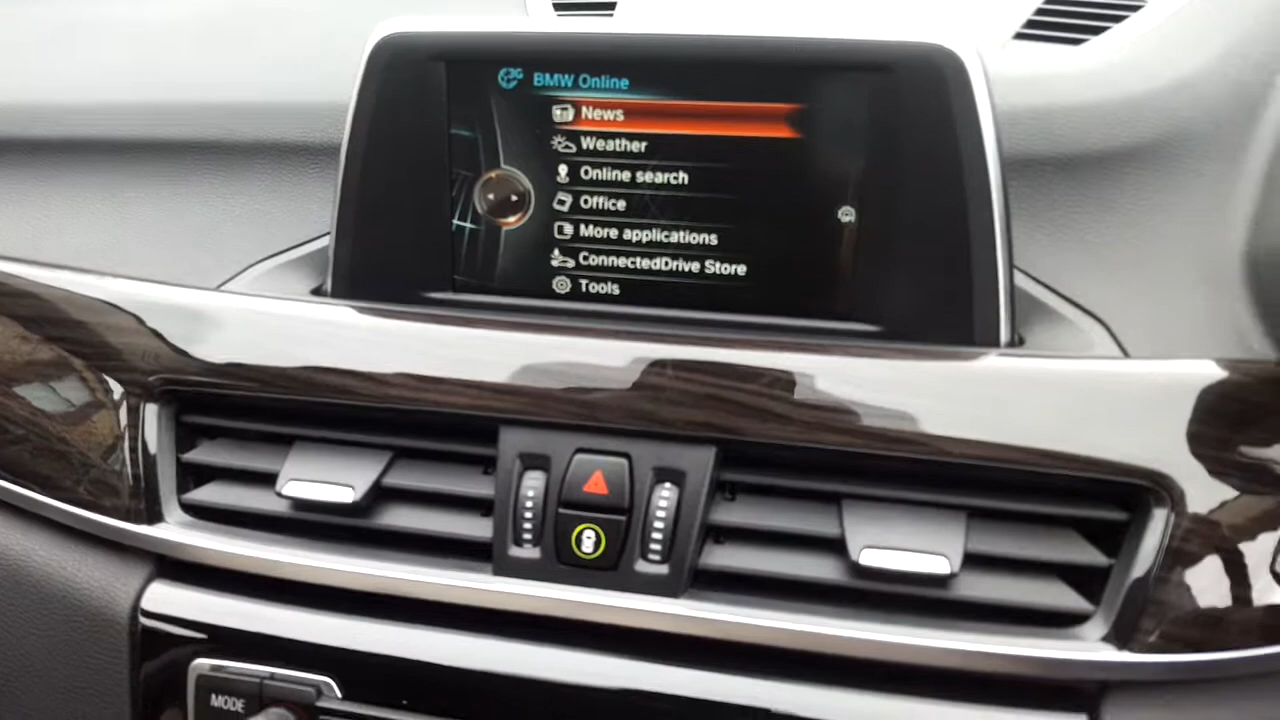 BMW Online
News
Weather
Online search
Office
More applications
ConnectedDrive Store
Tools
MODE